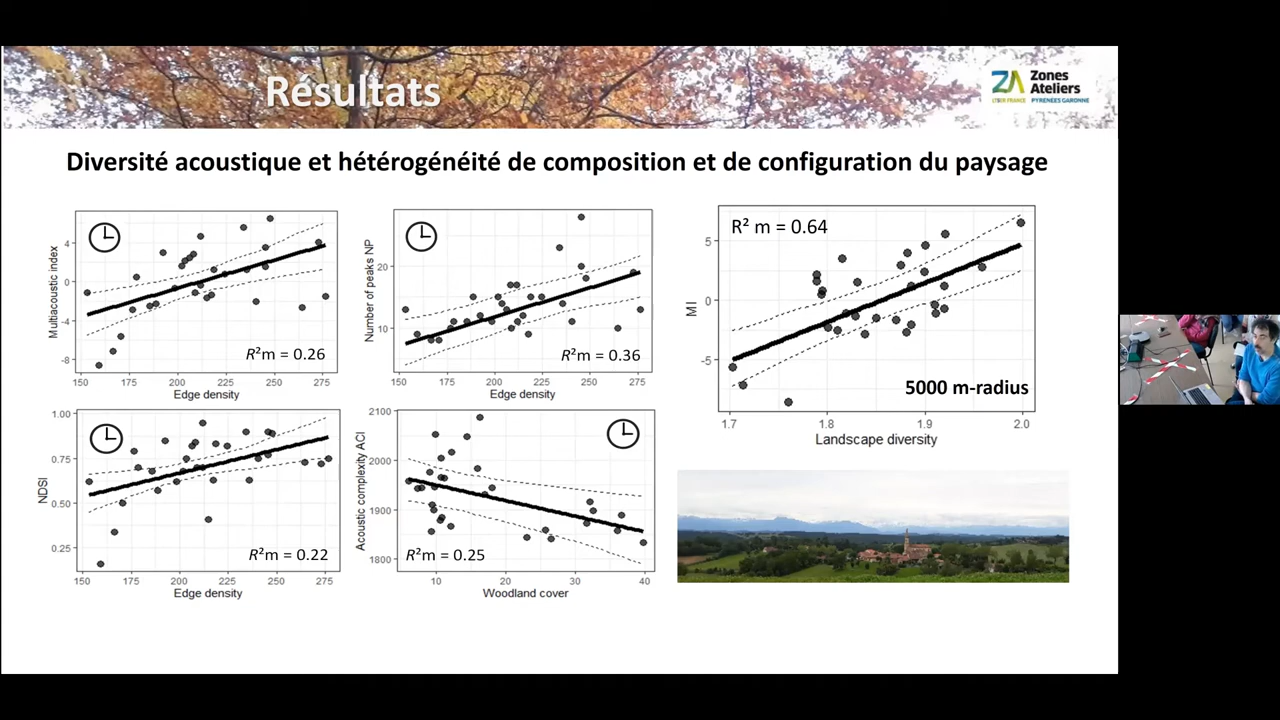 Résultats
Zones
Ateliers
LTSER FRANCE PYRENEES GARONNE
Diversité acoustique et hétérogénéité de composition et de configuration du paysage
Multiacoustic index
4
0
-4
-8
R²m = 0.26
150 175 200 225 250 275
Edge density
Number of peaks NP
20
10
R²m = 0.36
150 175 200 225 250 275
Edge density
MI
R² m = 0.64
5
0
-5
5000 m-radius
1.7 1.8 1.9 2.0
Landscape diversity
NDSI
1.00
0.75
0.50
0.25
R²m = 0.22
150 175 200 225 250 275
Edge density
Acoustic complexity ACI
2100
2000
1900
1800
R²m = 0.25
10 20 30 40
Woodland cover